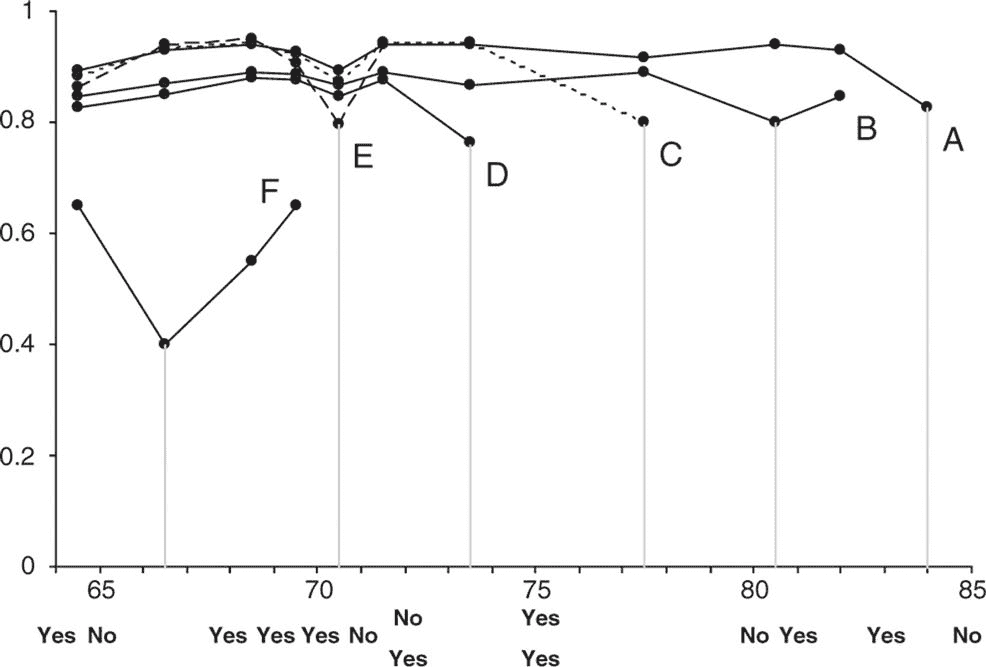 1
0.8
0.6
0.4
0.2
0
A
B
C
D
E
F
65 70 75 80 85
No Yes
Yes No Yes Yes Yes No No Yes Yes No
Yes Yes